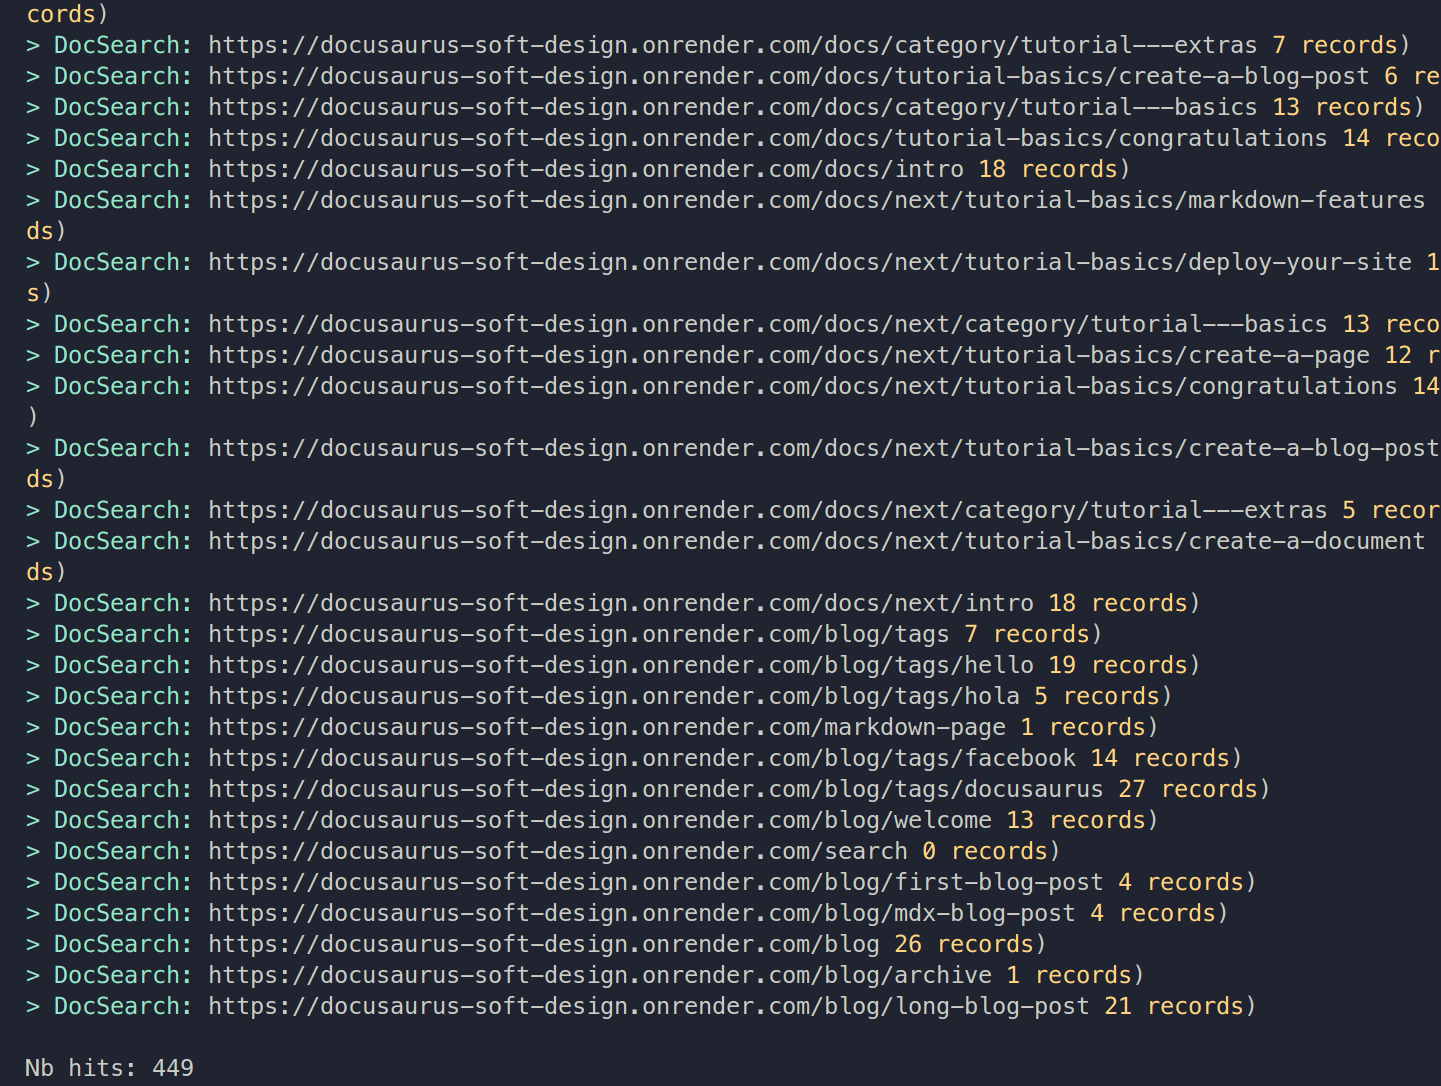 cords)
> DocSearch: https://docusaurus-soft-design.onrender.com/docs/category/tutorial---extras 7 records)
> DocSearch: https://docusaurus-soft-design.onrender.com/docs/tutorial-basics/create-a-blog-post 6 re
> DocSearch: https://docusaurus-soft-design.onrender.com/docs/category/tutorial---basics 13 records)
> DocSearch: https://docusaurus-soft-design.onrender.com/docs/tutorial-basics/congratulations 14 reco
> DocSearch: https://docusaurus-soft-design.onrender.com/docs/intro 18 records)
> DocSearch: https://docusaurus-soft-design.onrender.com/docs/next/tutorial-basics/markdown-features
ds)
> DocSearch: https://docusaurus-soft-design.onrender.com/docs/next/tutorial-basics/deploy-your-site 1
s)
> DocSearch: https://docusaurus-soft-design.onrender.com/docs/next/category/tutorial---basics 13 reco
> DocSearch: https://docusaurus-soft-design.onrender.com/docs/next/tutorial-basics/create-a-page 12 r
> DocSearch: https://docusaurus-soft-design.onrender.com/docs/next/tutorial-basics/congratulations 14
)
> DocSearch: https://docusaurus-soft-design.onrender.com/docs/next/tutorial-basics/create-a-blog-post
ds)
> DocSearch: https://docusaurus-soft-design.onrender.com/docs/next/category/tutorial---extras 5 recor
> DocSearch: https://docusaurus-soft-design.onrender.com/docs/next/tutorial-basics/create-a-document
ds)
> DocSearch: https://docusaurus-soft-design.onrender.com/docs/next/intro 18 records)
> DocSearch: https://docusaurus-soft-design.onrender.com/blog/tags 7 records)
> DocSearch: https://docusaurus-soft-design.onrender.com/blog/tags/hello 19 records)
> DocSearch: https://docusaurus-soft-design.onrender.com/blog/tags/hola 5 records)
> DocSearch: https://docusaurus-soft-design.onrender.com/markdown-page 1 records)
> DocSearch: https://docusaurus-soft-design.onrender.com/blog/tags/facebook 14 records)
> DocSearch: https://docusaurus-soft-design.onrender.com/blog/tags/docusaurus 27 records)
> DocSearch: https://docusaurus-soft-design.onrender.com/blog/welcome 13 records)
> DocSearch: https://docusaurus-soft-design.onrender.com/search 0 records)
> DocSearch: https://docusaurus-soft-design.onrender.com/blog/first-blog-post 4 records)
> DocSearch: https://docusaurus-soft-design.onrender.com/blog/mdx-blog-post 4 records)
> DocSearch: https://docusaurus-soft-design.onrender.com/blog 26 records)
> DocSearch: https://docusaurus-soft-design.onrender.com/blog/archive 1 records)
> DocSearch: https://docusaurus-soft-design.onrender.com/blog/long-blog-post 21 records)
Nb hits: 449